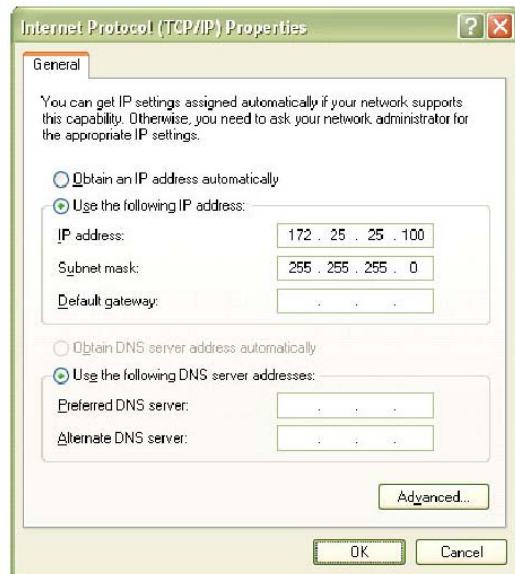 Internet Protocol (TCP/IP) Properties
General
You can get IP settings assigned automatically if your network supports
this capability. Otherwise, you need to ask your network administrator for
the appropriate IP settings.
Obtain an IP address automatically
Use the following IP address:
IP address: 172 . 25 . 25 . 100
Subnet mask: 255 . 255 . 255 . 0
Default gateway: . . .
Obtain DNS server address automatically
Use the following DNS server addresses:
Preferred DNS server: . . .
Alternate DNS server: . . .
Advanced...
OK Cancel